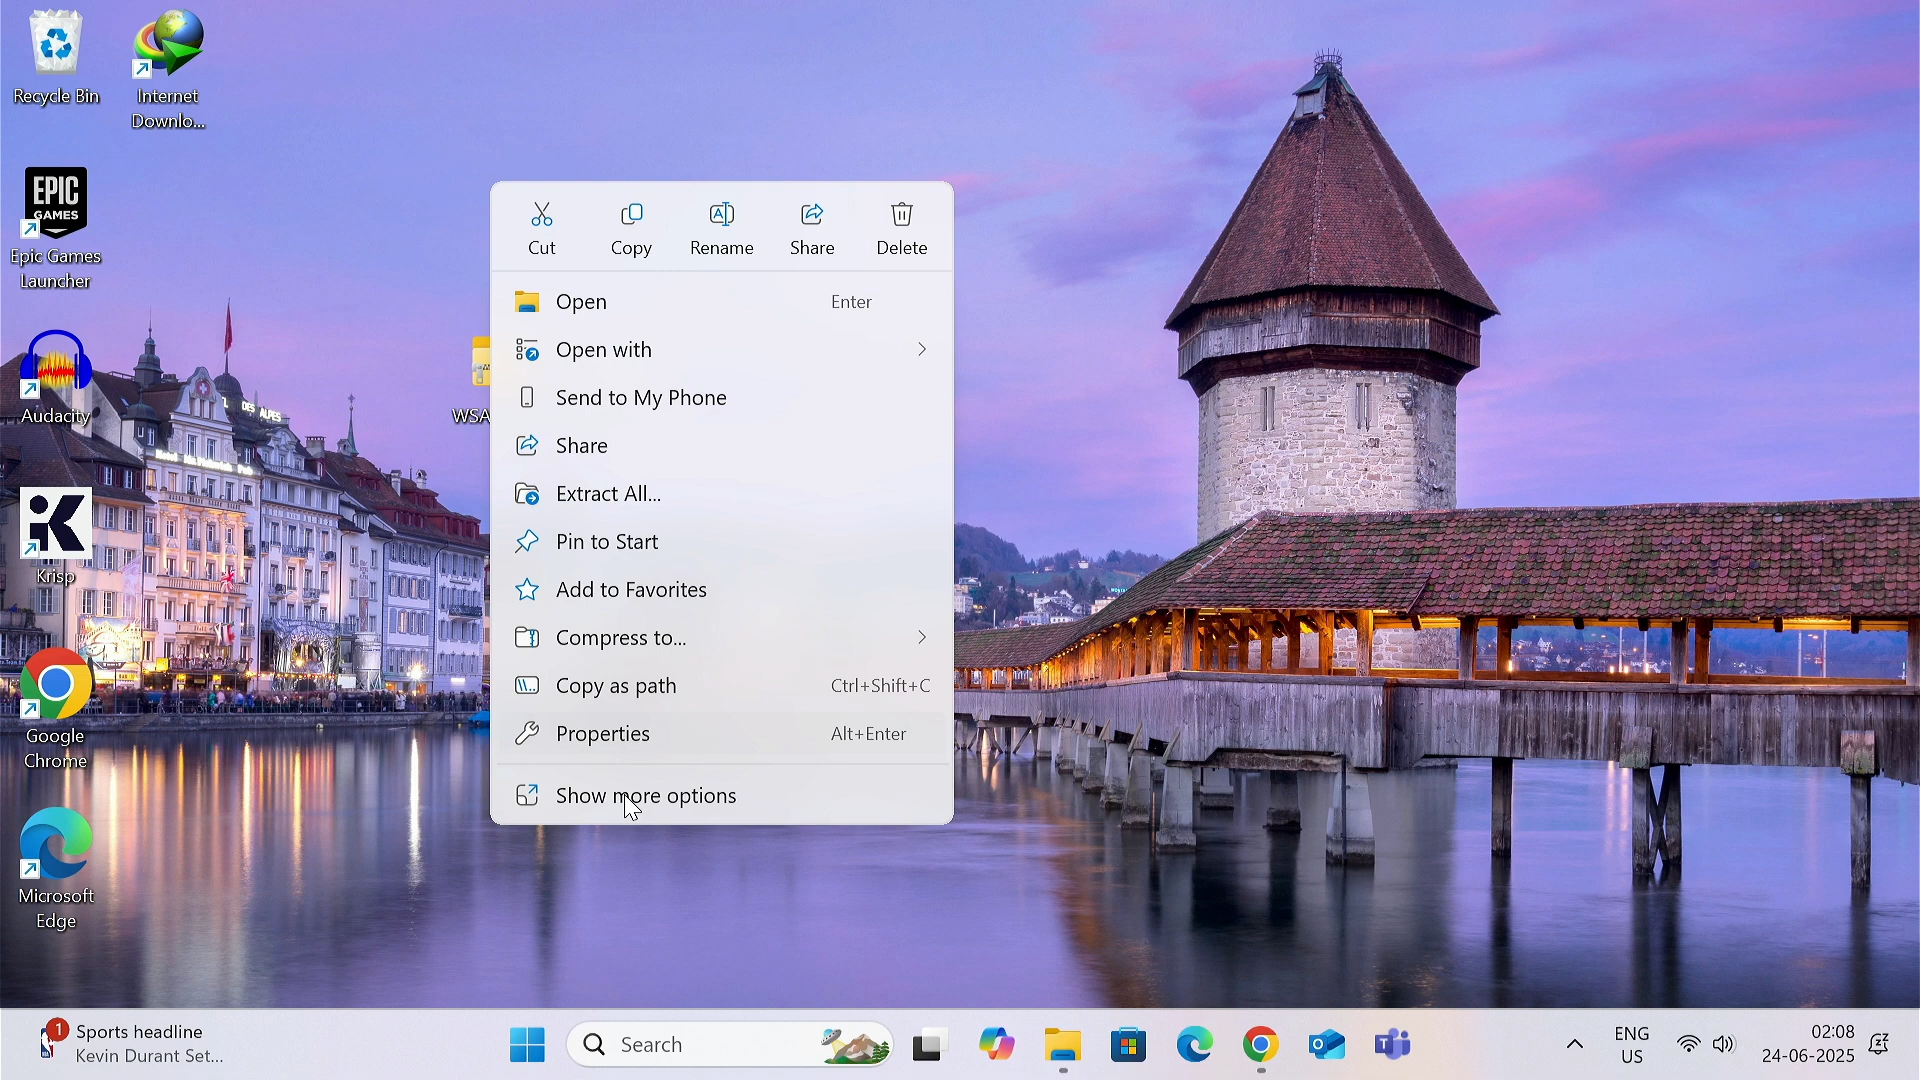 Recycle Bin
Internet
Downlo...
EPIC
GAMES
Epic Games
Launcher
Audacity
Krisp
Google
Chrome
Microsoft
Edge
WSA
DES ALPES
Cut
Copy
Rename
Share
Delete
Open Enter
Open with
Send to My Phone
Share
Extract All...
Pin to Start
Add to Favorites
Compress to...
Copy as path Ctrl+Shift+C
Properties Alt+Enter
Show more options
1
Sports headline
Kevin Durant Set...
Search
ENG
US
02:08
24-06-2025